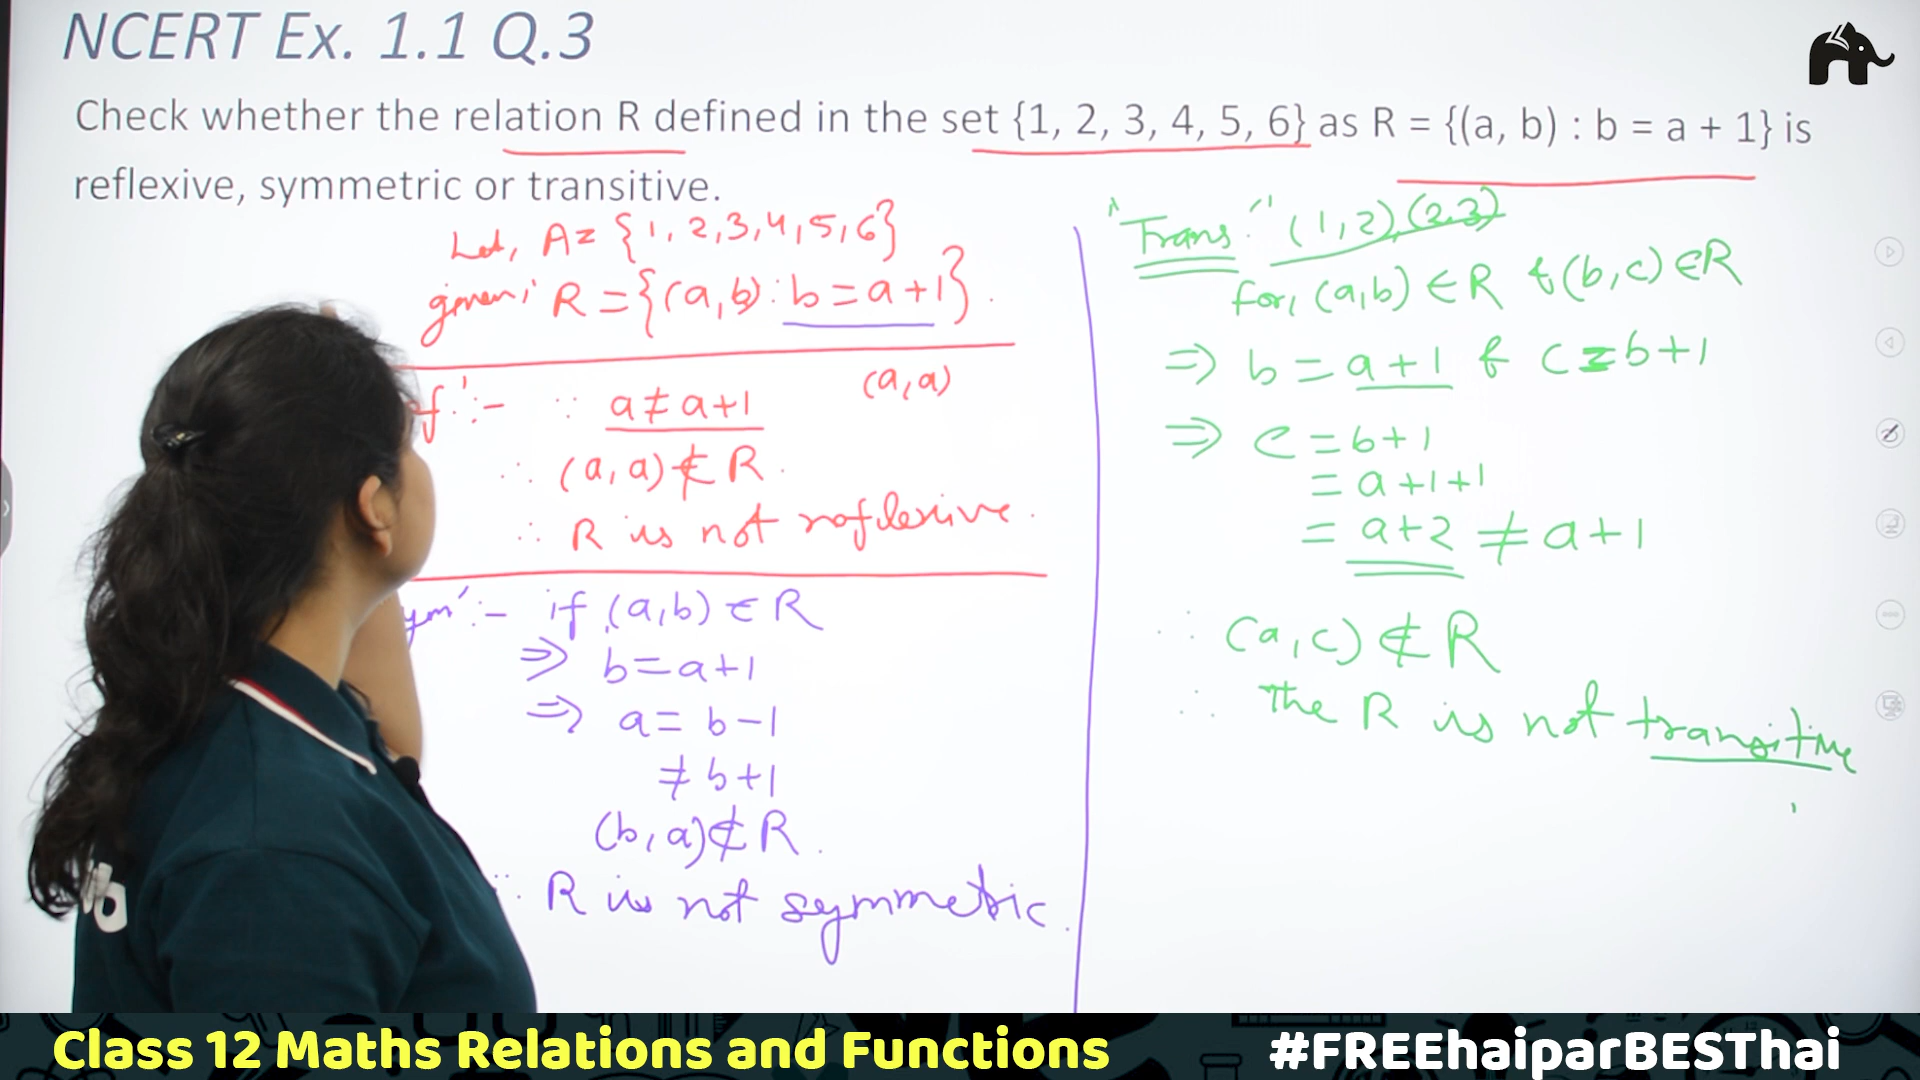 NCERT Ex. 1.1 Q.3
Check whether the relation R defined in the set {1, 2, 3, 4, 5, 6} as R = {(a, b) : b = a + 1} is
reflexive, symmetric or transitive.
Let, A = {1, 2, 3, 4, 5, 6}
given; R = {(a, b) : b = a + 1}.
f' :- ∵ a ≠ a+1 (a, a)
∴ (a, a) ∉ R.
∴ R is not reflexive.
ym' :- if (a, b) ∈ R
⇒ b = a+1
⇒ a = b-1
≠ b+1
(b, a) ∉ R.
∴ R is not symmetric.
"Trans" (1, 2), (2, 3)
for, (a, b) ∈ R & (b, c) ∈ R
⇒ b = a+1 & c = b+1
⇒ c = b+1
= a+1+1
= a+2 ≠ a+1
∴ (a, c) ∉ R
∴ The R is not transitive
b
Class 12 Maths Relations and Functions
#FREEhaiparBESThai